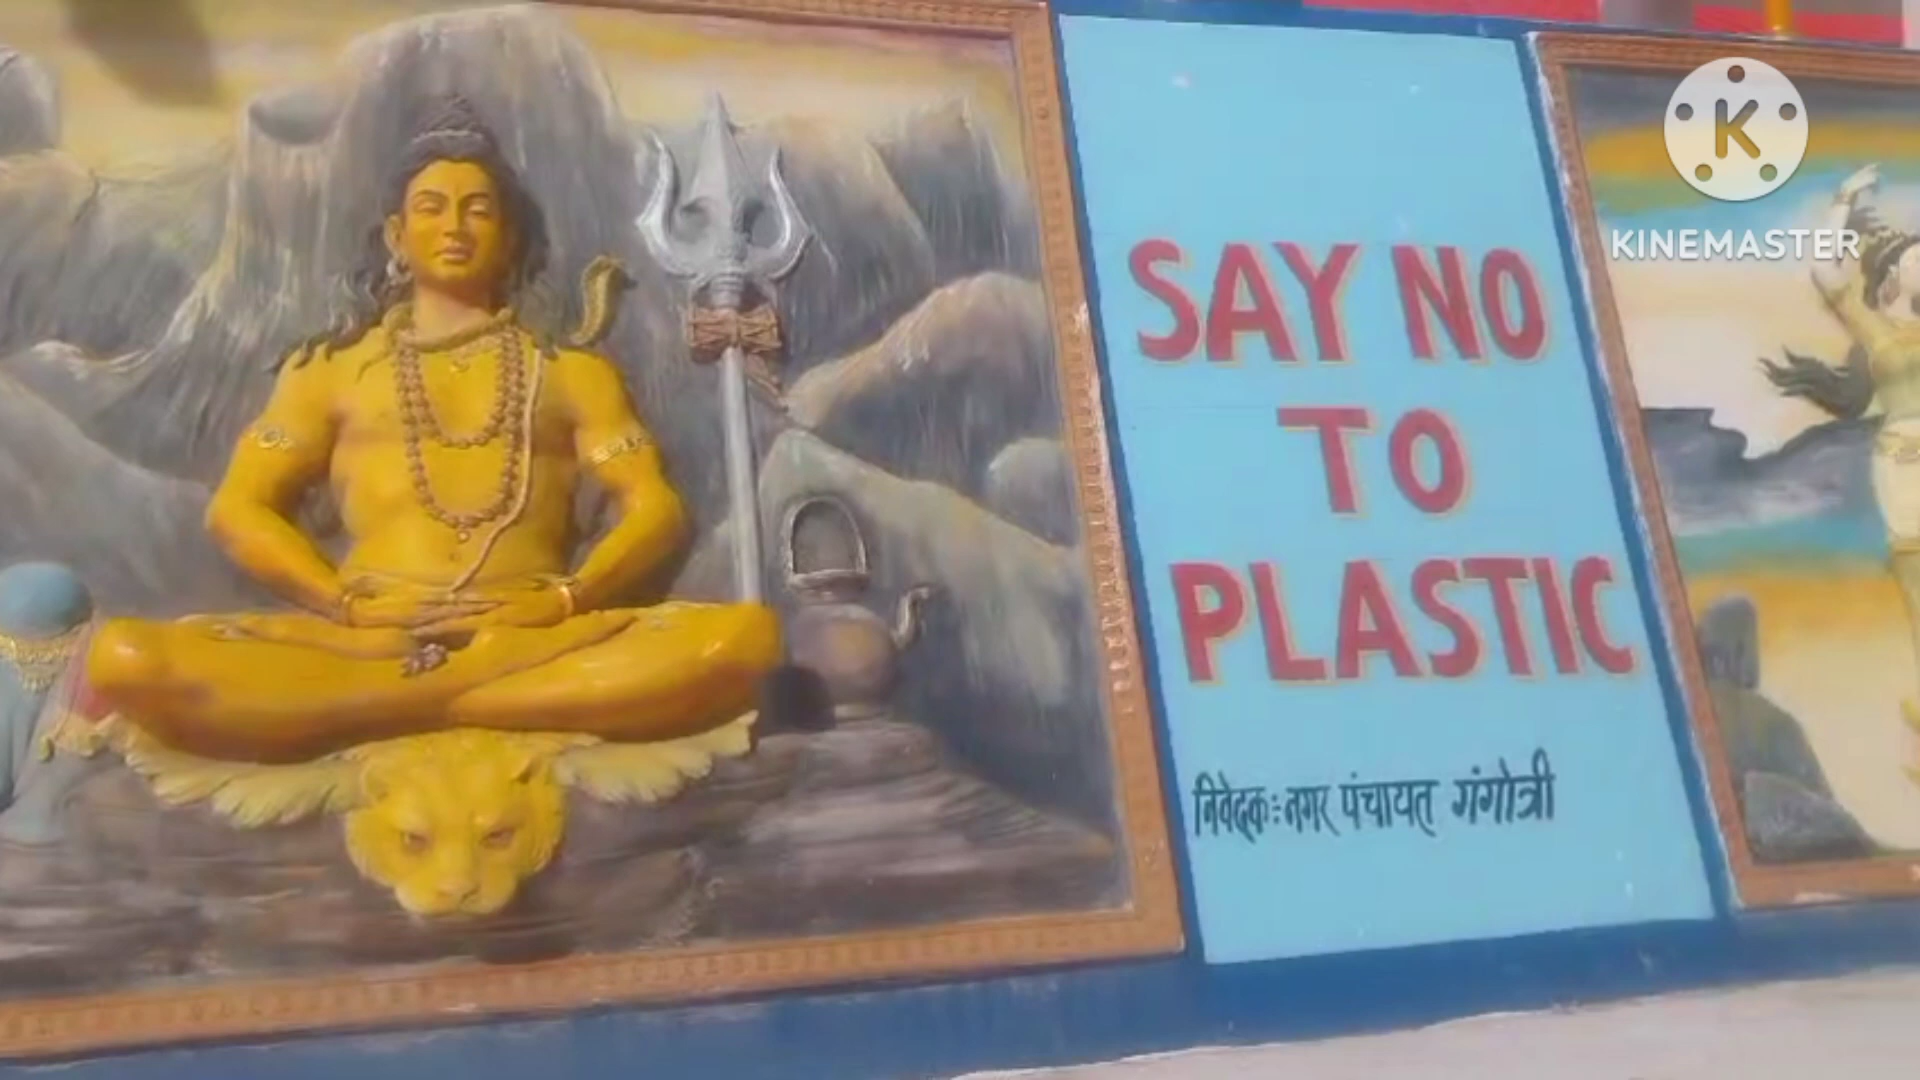 SAY NO
TO
PLASTIC
निवेदकः- नगर पंचायत गंगोत्री
K
KINEMASTER